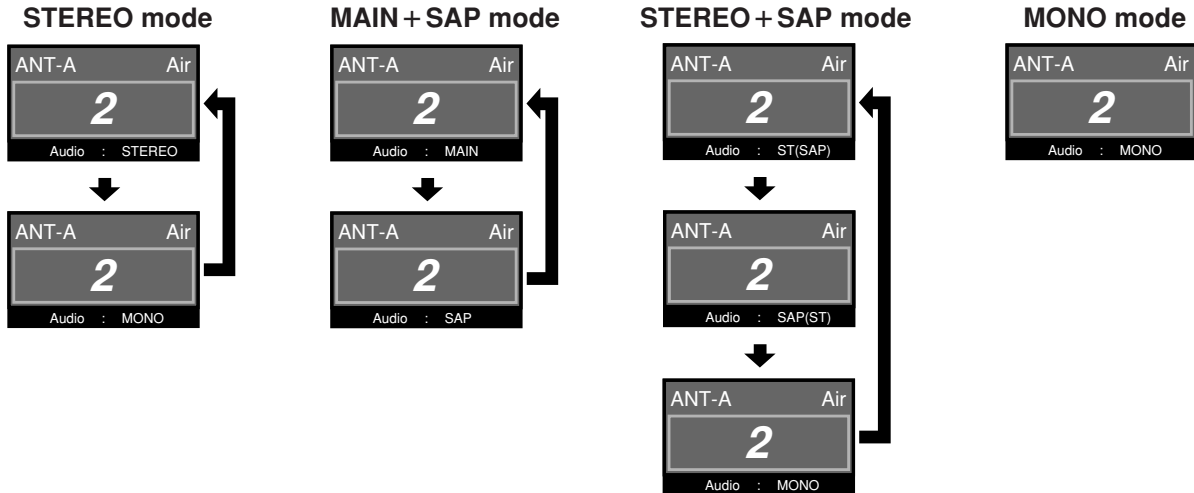 STEREO mode
ANT-A Air
2
Audio : STEREO
ANT-A Air
2
Audio : MONO
MAIN+SAP mode
ANT-A Air
2
Audio : MAIN
ANT-A Air
2
Audio : SAP
STEREO+SAP mode
ANT-A Air
2
Audio : ST(SAP)
ANT-A Air
2
Audio : SAP(ST)
ANT-A Air
2
Audio : MONO
MONO mode
ANT-A Air
2
Audio : MONO